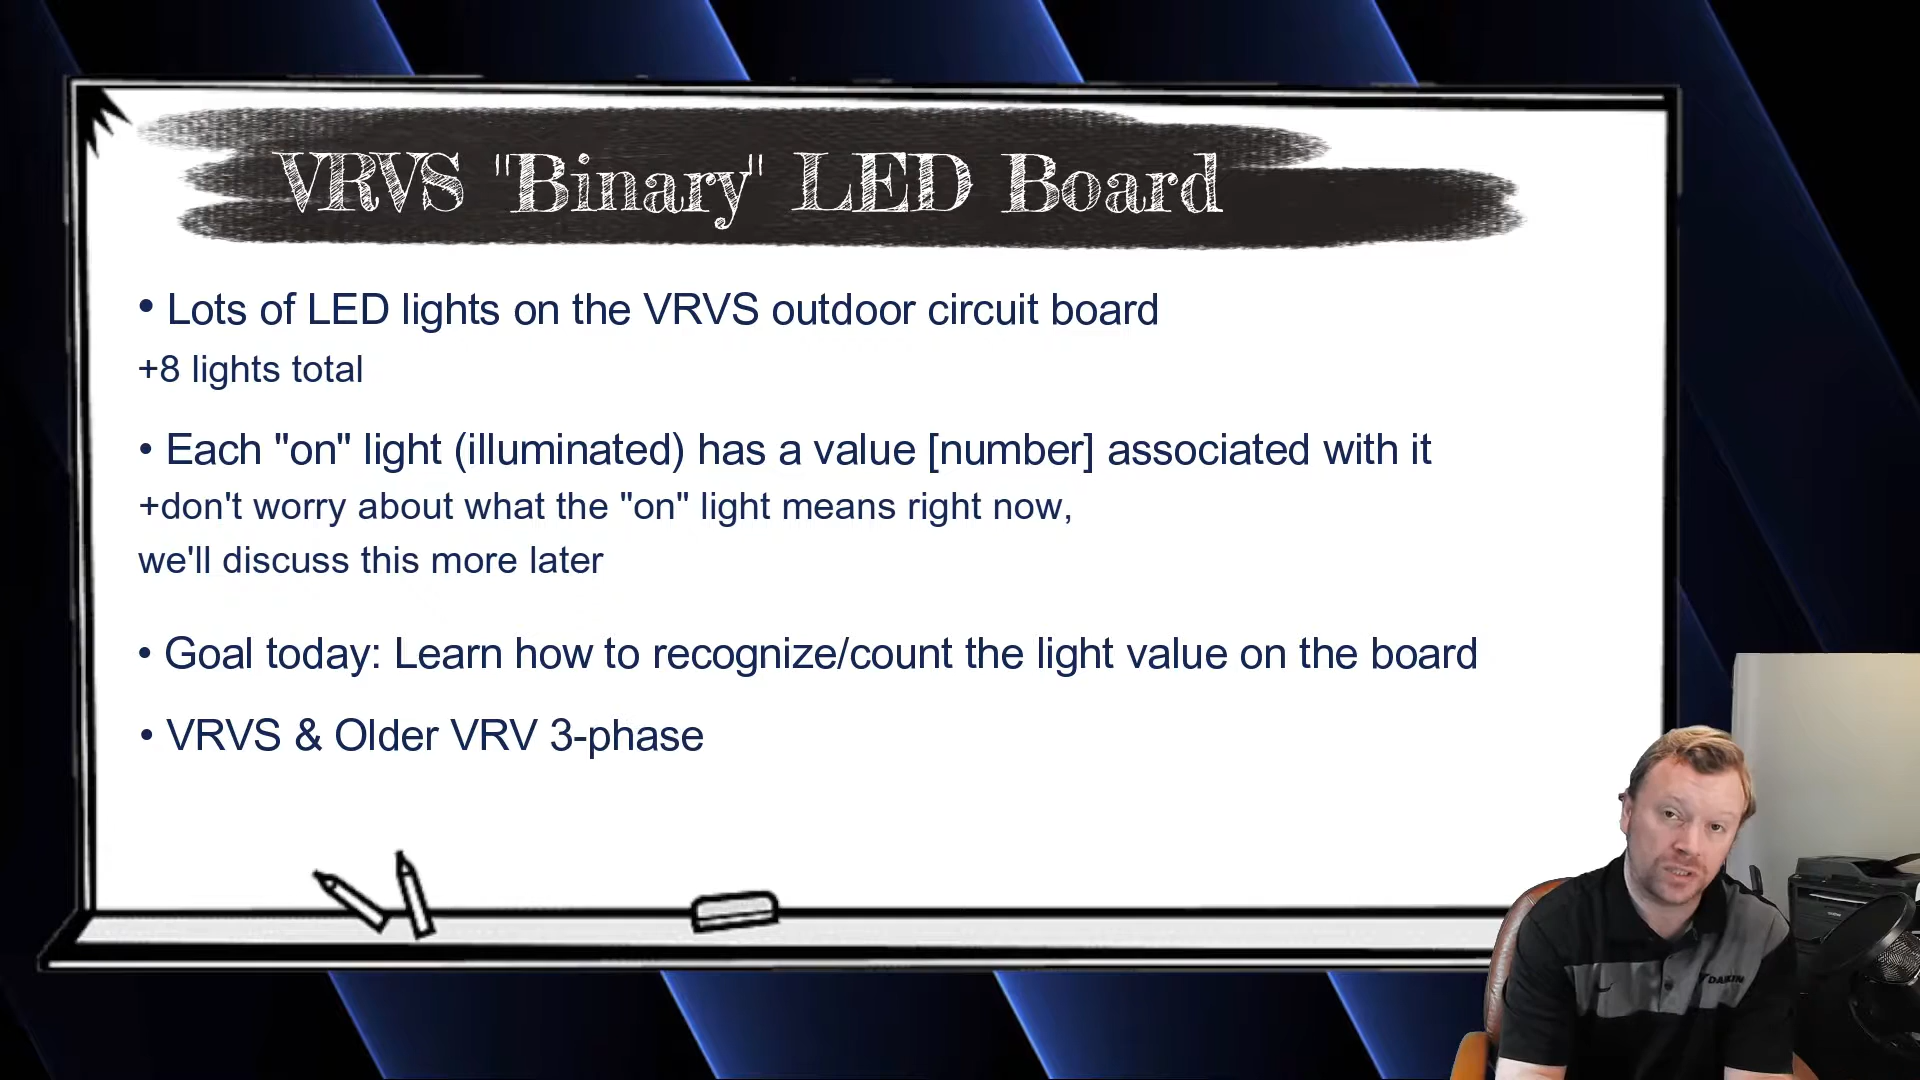 VRVS "Binary" LED Board
• Lots of LED lights on the VRVS outdoor circuit board
+8 lights total
• Each "on" light (illuminated) has a value [number] associated with it
+don't worry about what the "on" light means right now,
we'll discuss this more later
• Goal today: Learn how to recognize/count the light value on the board
• VRVS & Older VRV 3-phase
DAIKIN